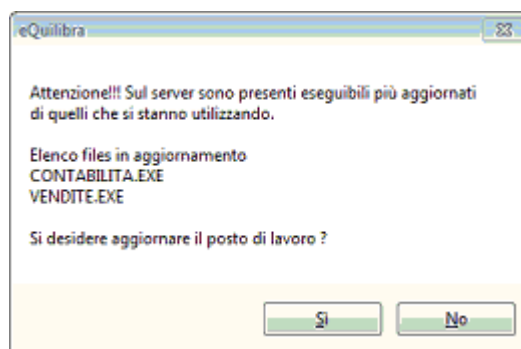 eQuilibra
Attenzione!!! Sul server sono presenti eseguibili più aggiornati
di quelli che si stanno utilizzando.
Elenco files in aggiornamento
CONTABILITA.EXE
VENDITE.EXE
Si desidere aggiornare il posto di lavoro ?
Sì
No